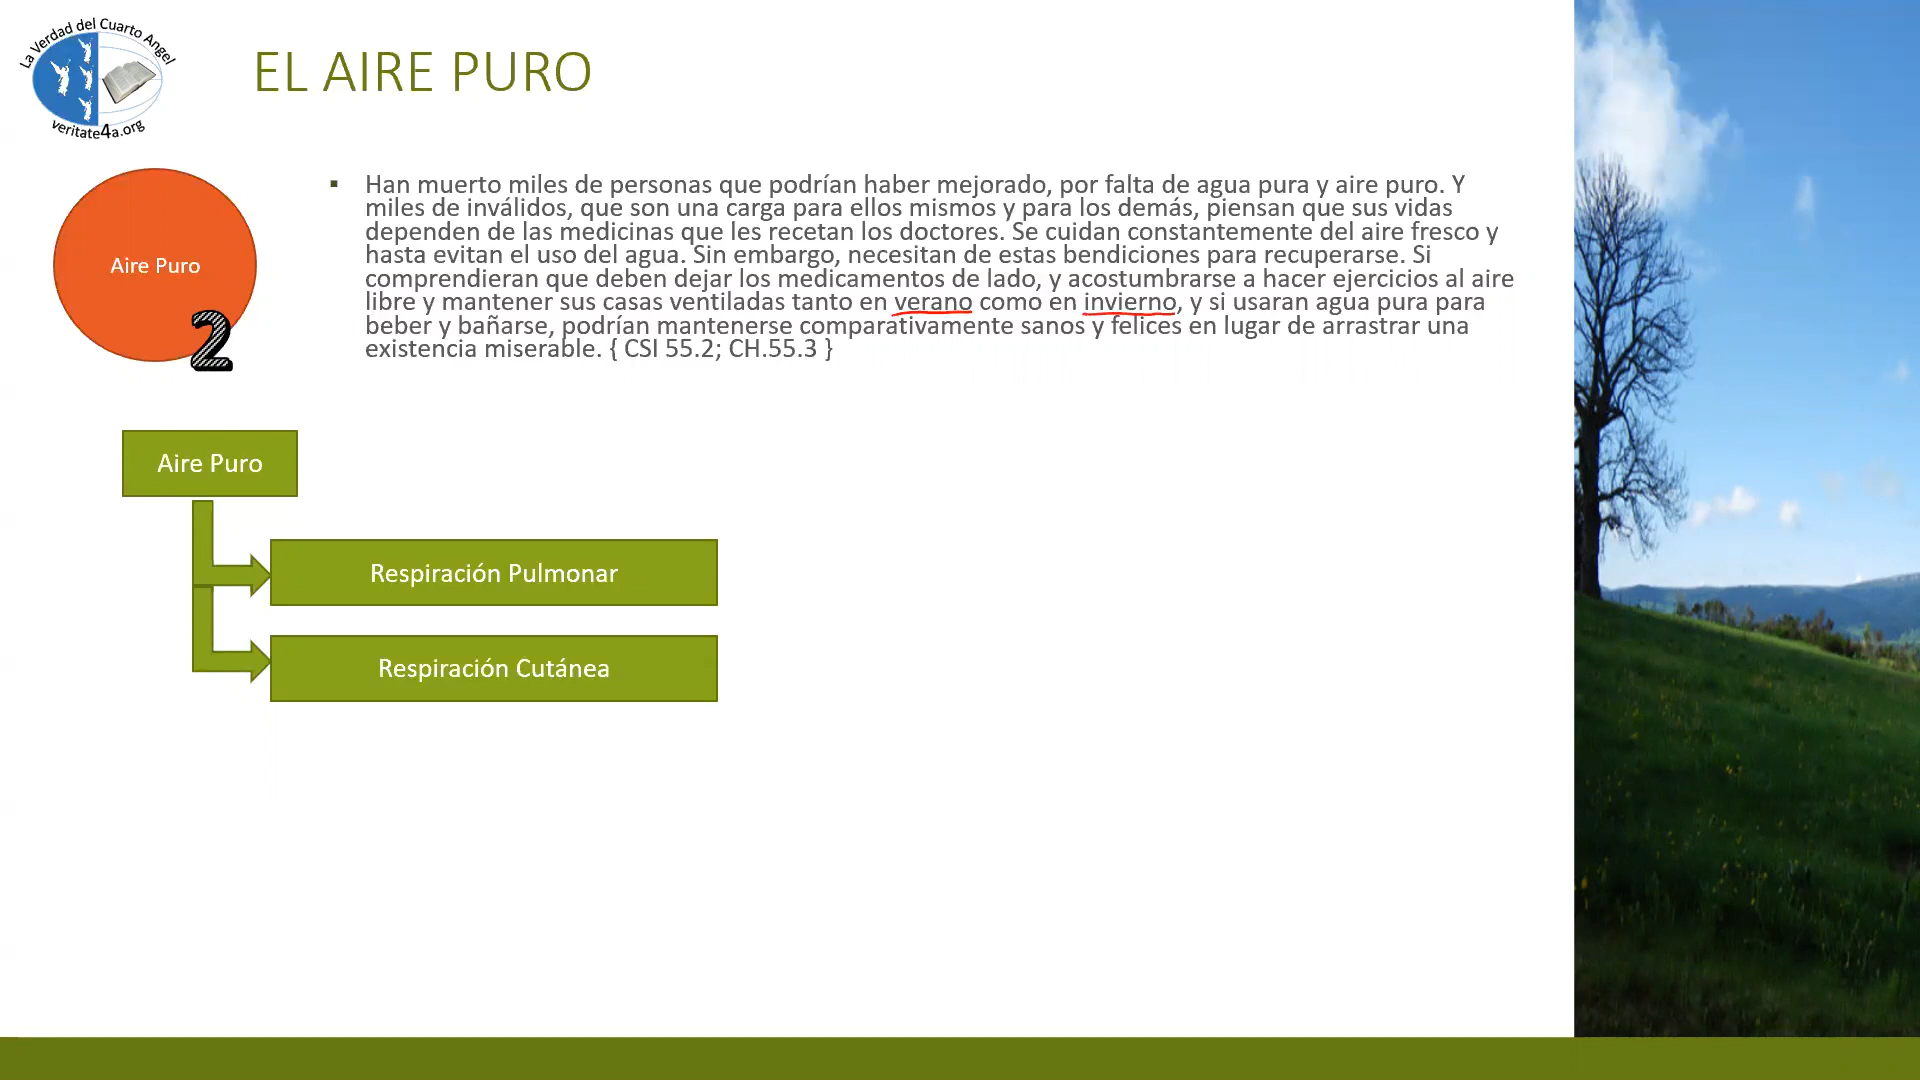 La Verdad del Cuarto Angel
veritate4a.org
EL AIRE PURO
Aire Puro
2
▪ Han muerto miles de personas que podrían haber mejorado, por falta de agua pura y aire puro. Y
miles de inválidos, que son una carga para ellos mismos y para los demás, piensan que sus vidas
dependen de las medicinas que les recetan los doctores. Se cuidan constantemente del aire fresco y
hasta evitan el uso del agua. Sin embargo, necesitan de estas bendiciones para recuperarse. Si
comprendieran que deben dejar los medicamentos de lado, y acostumbrarse a hacer ejercicios al aire
libre y mantener sus casas ventiladas tanto en verano como en invierno, y si usaran agua pura para
beber y bañarse, podrían mantenerse comparativamente sanos y felices en lugar de arrastrar una
existencia miserable. { CSI 55.2; CH.55.3 }
Aire Puro
Respiración Pulmonar
Respiración Cutánea